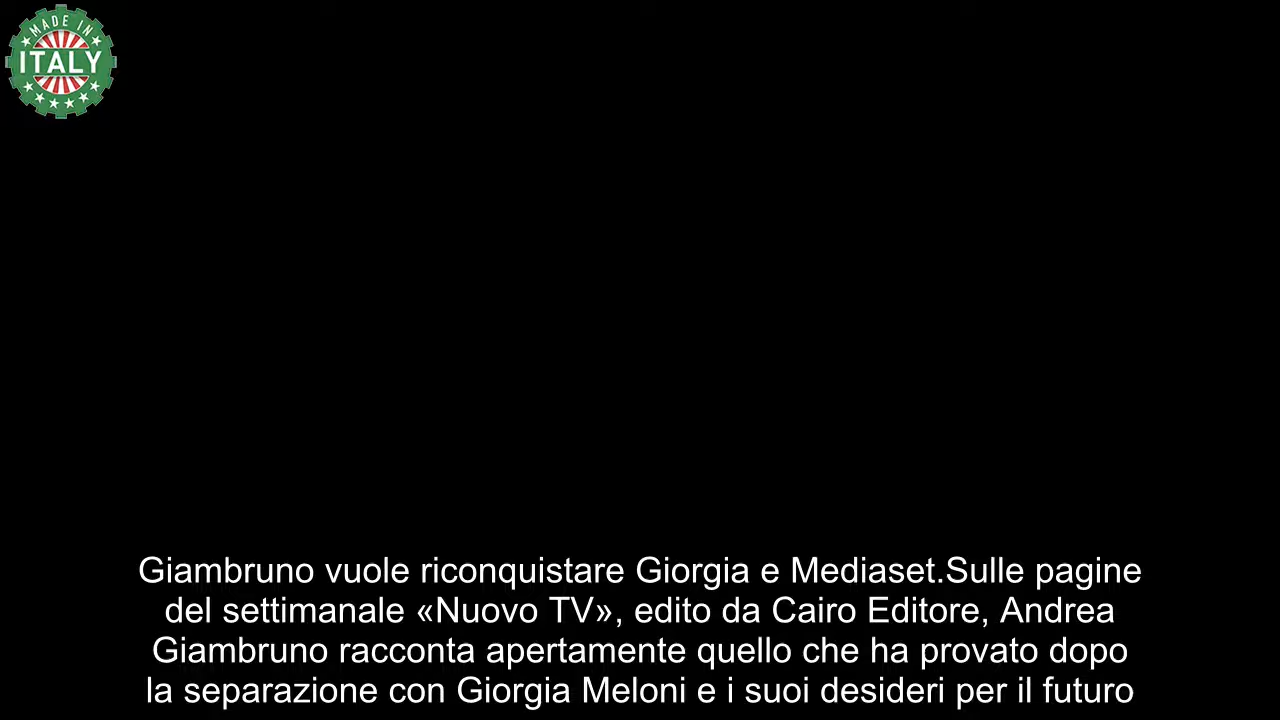 MADE IN
ITALY
Giambruno vuole riconquistare Giorgia e Mediaset.Sulle pagine
del settimanale «Nuovo TV», edito da Cairo Editore, Andrea
Giambruno racconta apertamente quello che ha provato dopo
la separazione con Giorgia Meloni e i suoi desideri per il futuro